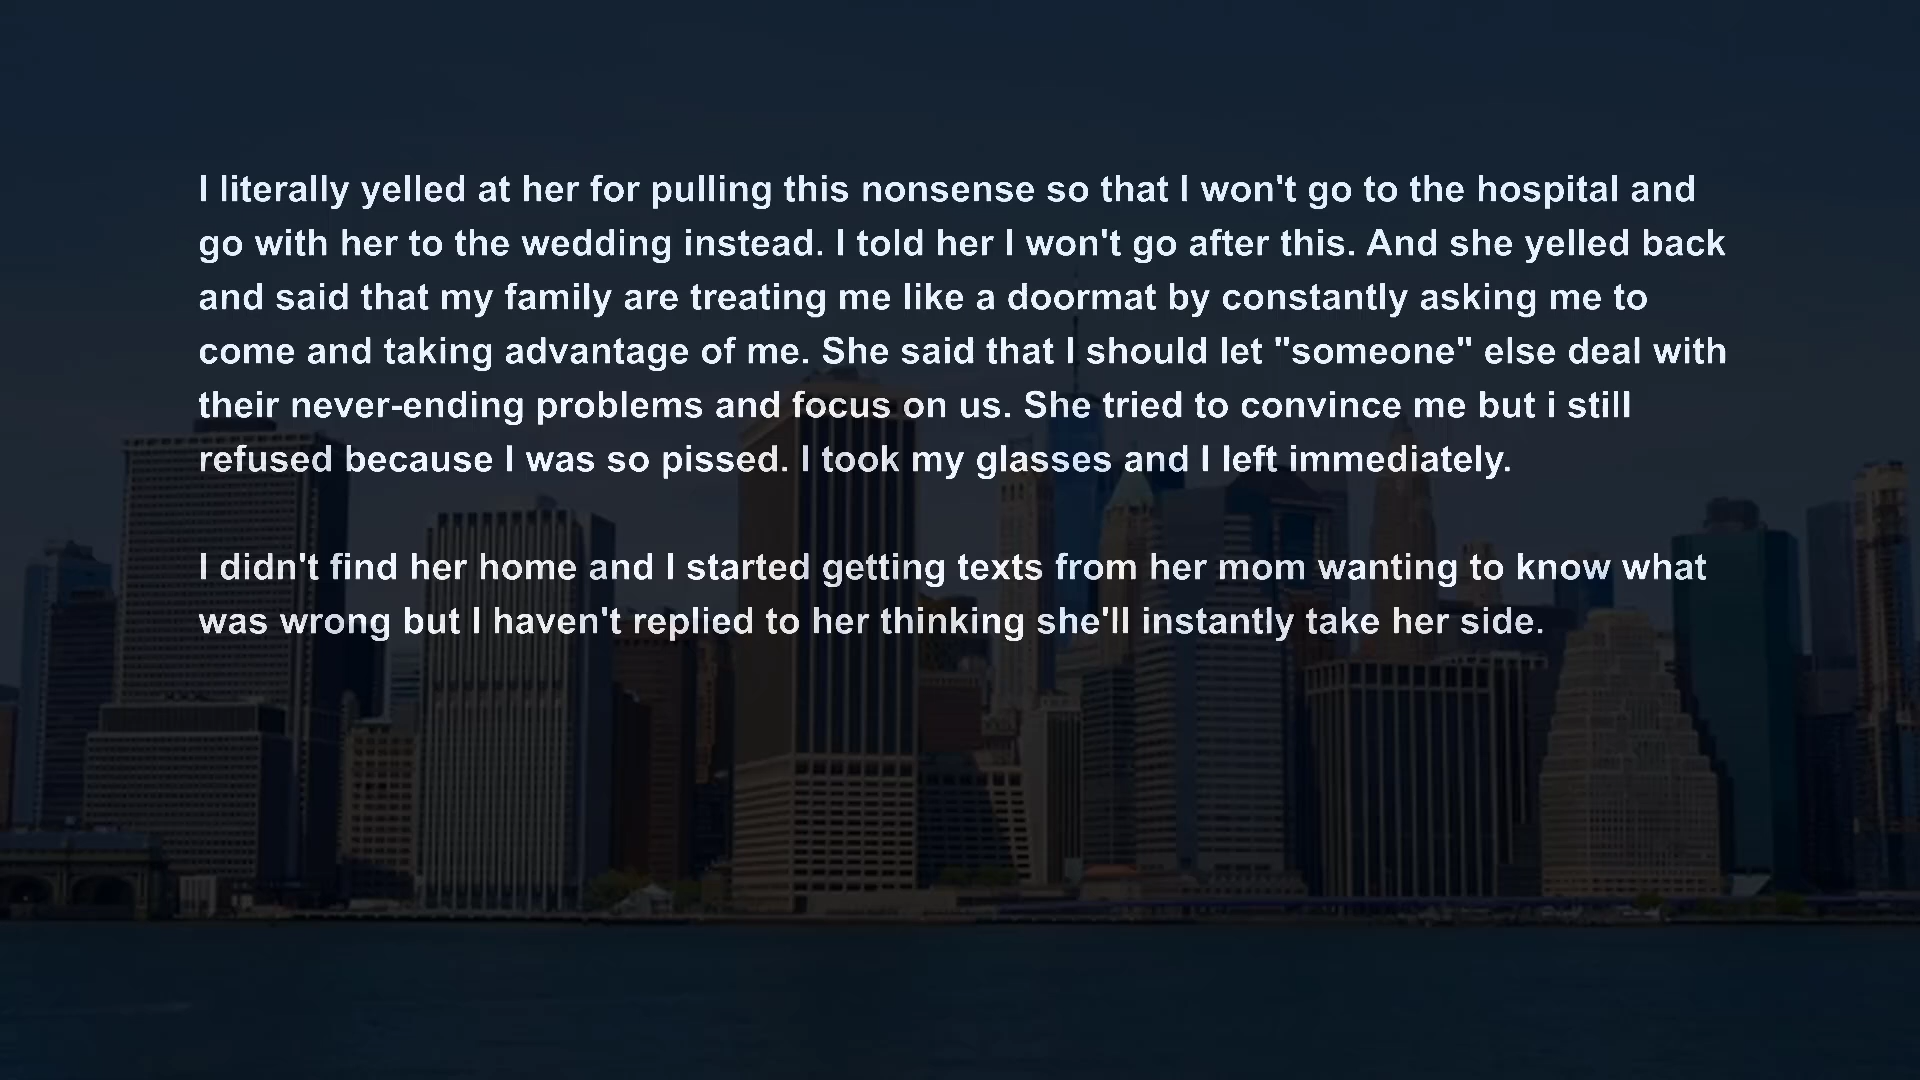 I literally yelled at her for pulling this nonsense so that I won't go to the hospital and
go with her to the wedding instead. I told her I won't go after this. And she yelled back
and said that my family are treating me like a doormat by constantly asking me to
come and taking advantage of me. She said that I should let "someone" else deal with
their never-ending problems and focus on us. She tried to convince me but i still
refused because I was so pissed. I took my glasses and I left immediately.
I didn't find her home and I started getting texts from her mom wanting to know what
was wrong but I haven't replied to her thinking she'll instantly take her side.